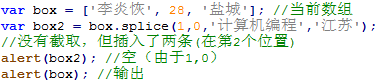 var box = ['李炎恢', 28, '盐城']; //当前数组
var box2 = box.splice(1,0,'计算机编程','江苏');
//没有截取，但插入了两条(在第2个位置)
alert(box2); //空（由于1,0）
alert(box); //输出